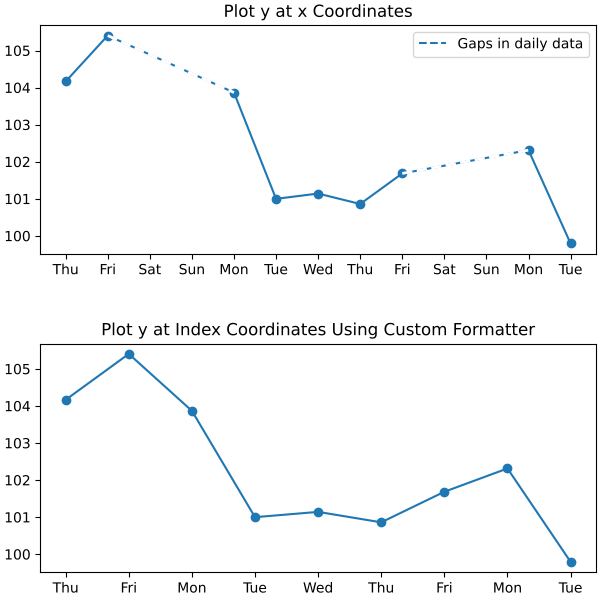 Plot y at x Coordinates
Gaps in daily data
105
104
103
102
101
100
Thu Fri Sat Sun Mon Tue Wed Thu Fri Sat Sun Mon Tue
Plot y at Index Coordinates Using Custom Formatter
105
104
103
102
101
100
Thu Fri Mon Tue Wed Thu Fri Mon Tue